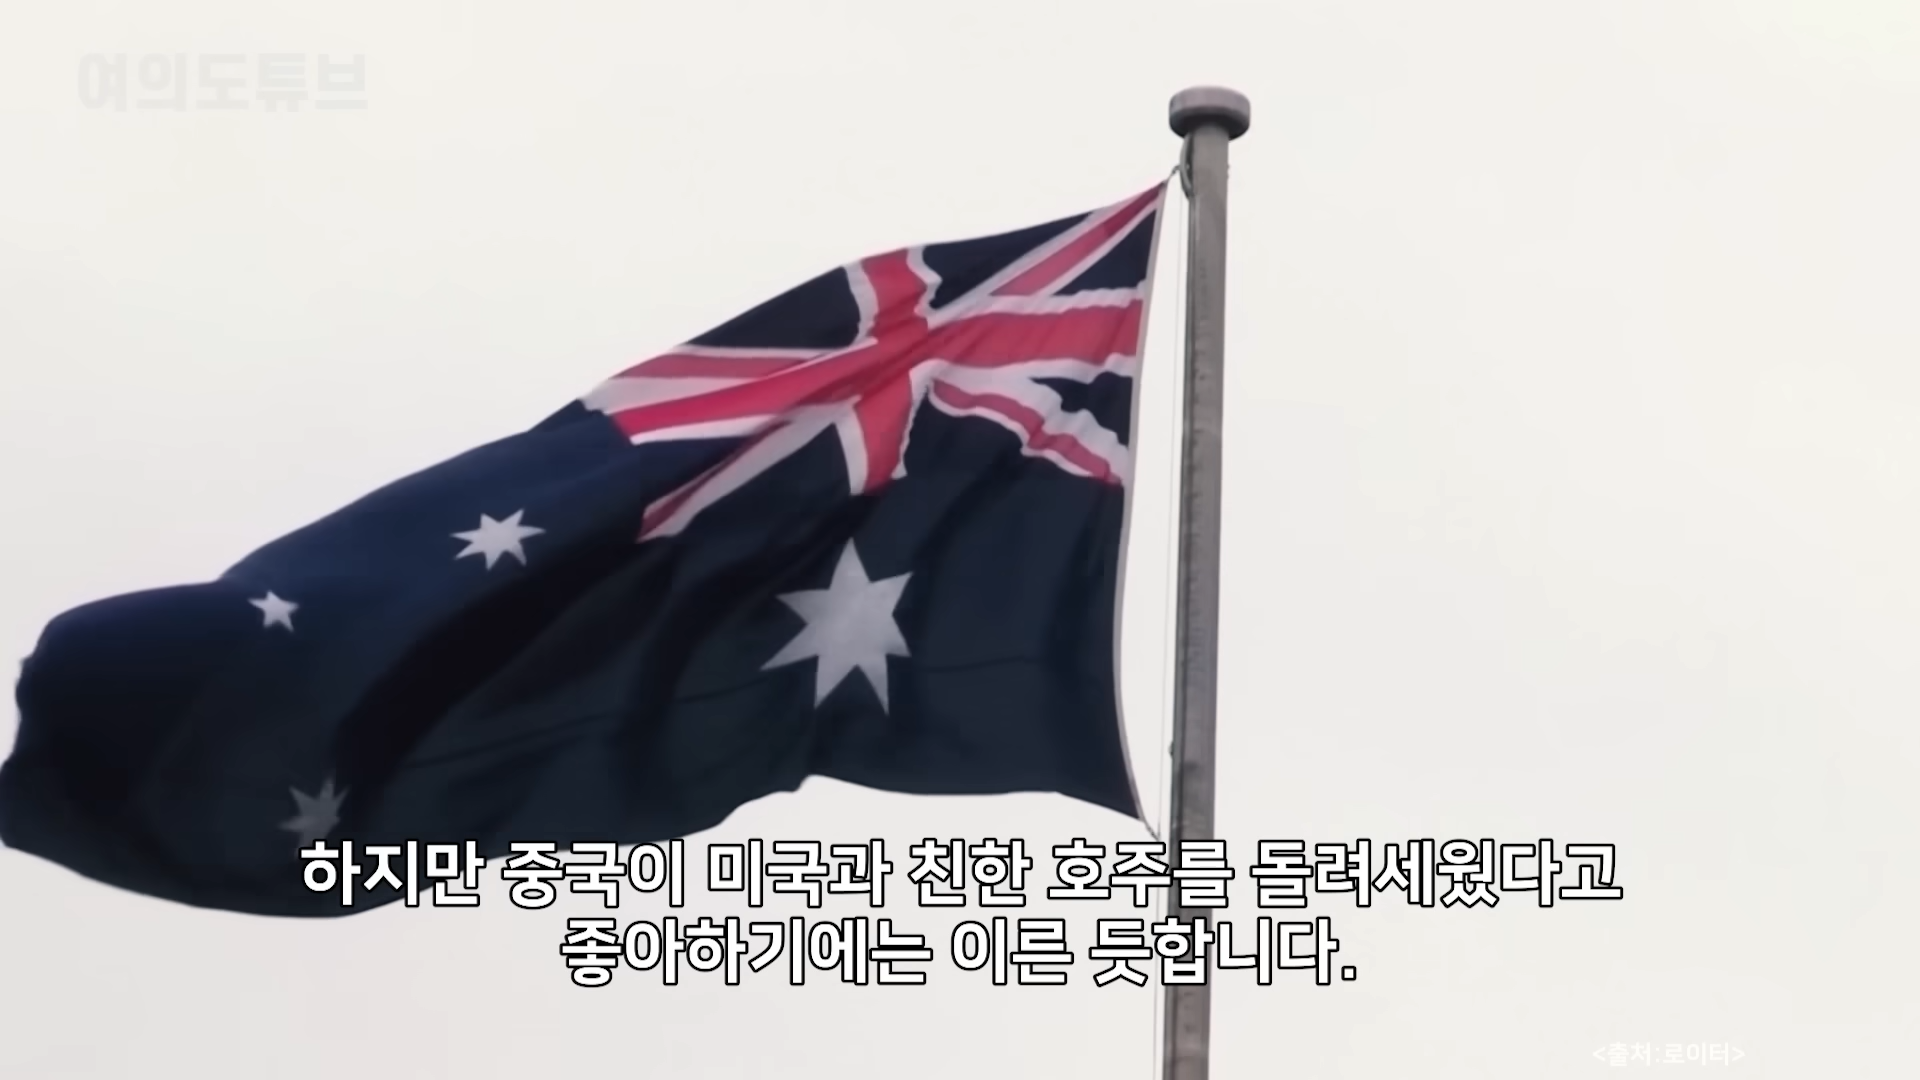 여의도튜브
하지만 중국이 미국과 친한 호주를 돌려세웠다고
좋아하기에는 이른 듯합니다.
<출처:로이터>